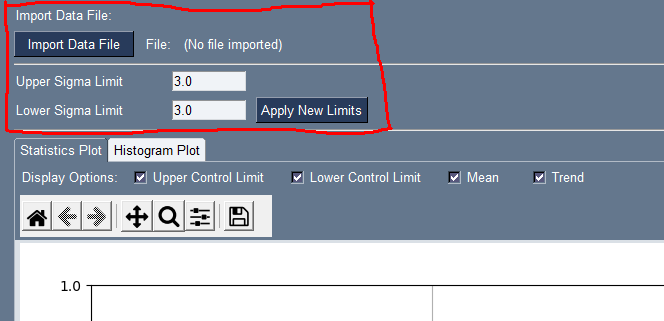 Import Data File:
Import Data File File: (No file imported)
Upper Sigma Limit 3.0
Lower Sigma Limit 3.0 Apply New Limits
Statistics Plot Histogram Plot
Display Options: Upper Control Limit Lower Control Limit Mean Trend
1.0